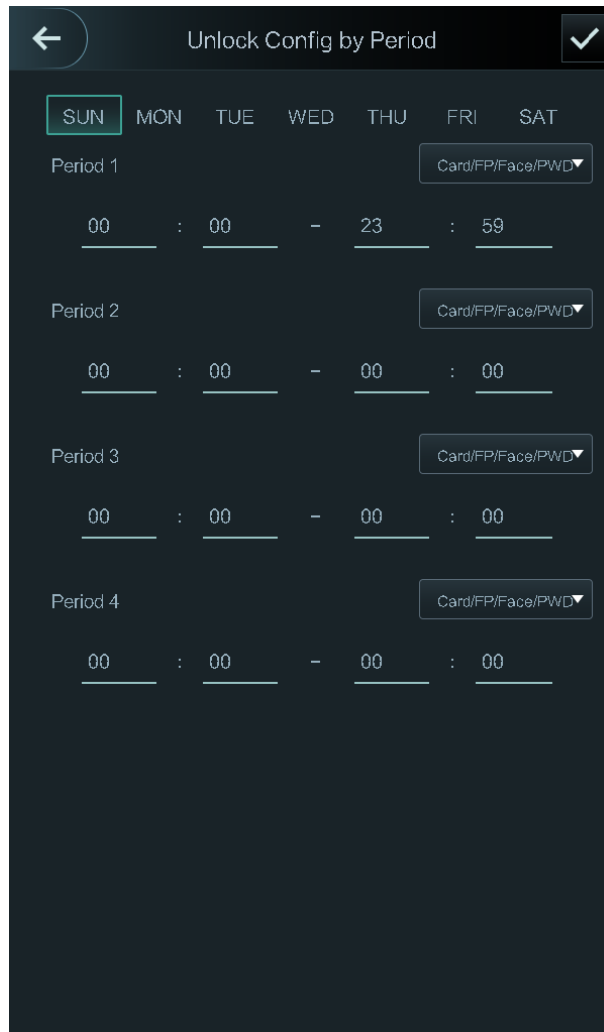 Unlock Config by Period
SUN MON TUE WED THU FRI SAT
Period 1 Card/FP/Face/PWD
00 : 00 – 23 : 59
Period 2 Card/FP/Face/PWD
00 : 00 – 00 : 00
Period 3 Card/FP/Face/PWD
00 : 00 – 00 : 00
Period 4 Card/FP/Face/PWD
00 : 00 – 00 : 00